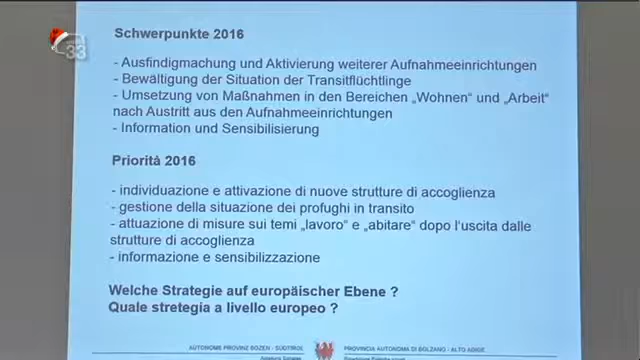 33
Schwerpunkte 2016
- Ausfindigmachung und Aktivierung weiterer Aufnahmeeinrichtungen
- Bewältigung der Situation der Transitflüchtlinge
- Umsetzung von Maßnahmen in den Bereichen „Wohnen" und „Arbeit"
nach Austritt aus den Aufnahmeeinrichtungen
- Information und Sensibilisierung
Priorità 2016
- individuazione e attivazione di nuove strutture di accoglienza
- gestione della situazione dei profughi in transito
- attuazione di misure sui temi „lavoro" e „abitare" dopo l'uscita dalle
strutture di accoglienza
- informazione e sensibilizzazione
Welche Strategie auf europäischer Ebene ?
Quale stretegia a livello europeo ?
AUTONOME PROVINZ BOZEN - SÜDTIROL
PROVINCIA AUTONOMA DI BOLZANO - ALTO ADIGE